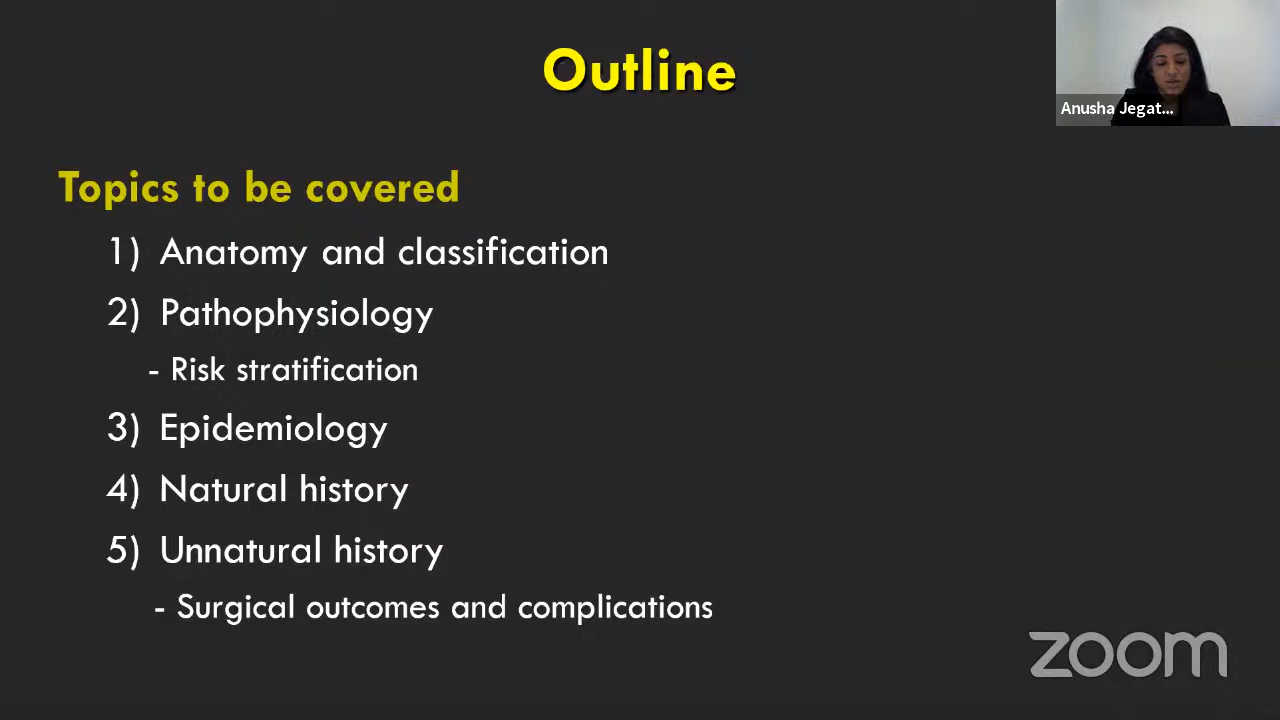 Outline
Anusha Jegat...
Topics to be covered
1) Anatomy and classification
2) Pathophysiology
- Risk stratification
3) Epidemiology
4) Natural history
5) Unnatural history
- Surgical outcomes and complications
zoom